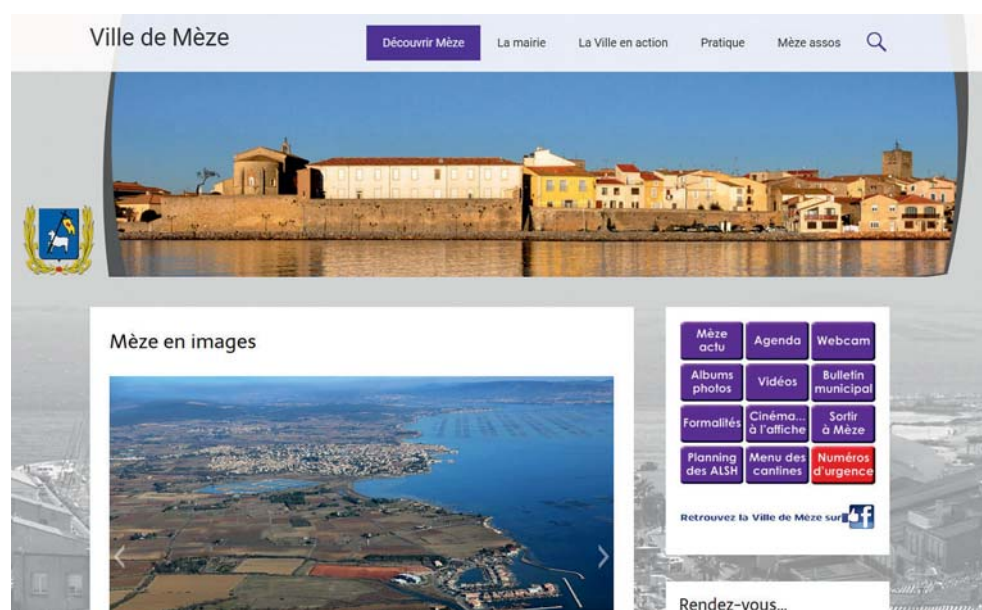 Ville de Mèze
Découvrir Mèze
La mairie
La Ville en action
Pratique
Mèze assos
Mèze en images
Mèze
actu
Agenda
Webcam
Albums
photos
Vidéos
Bulletin
municipal
Formalités
Cinéma...
à l'affiche
Sortir
à Mèze
Planning
des ALSH
Menu des
cantines
Numéros
d'urgence
Retrouvez la Ville de Mèze sur
Rendez-vous...